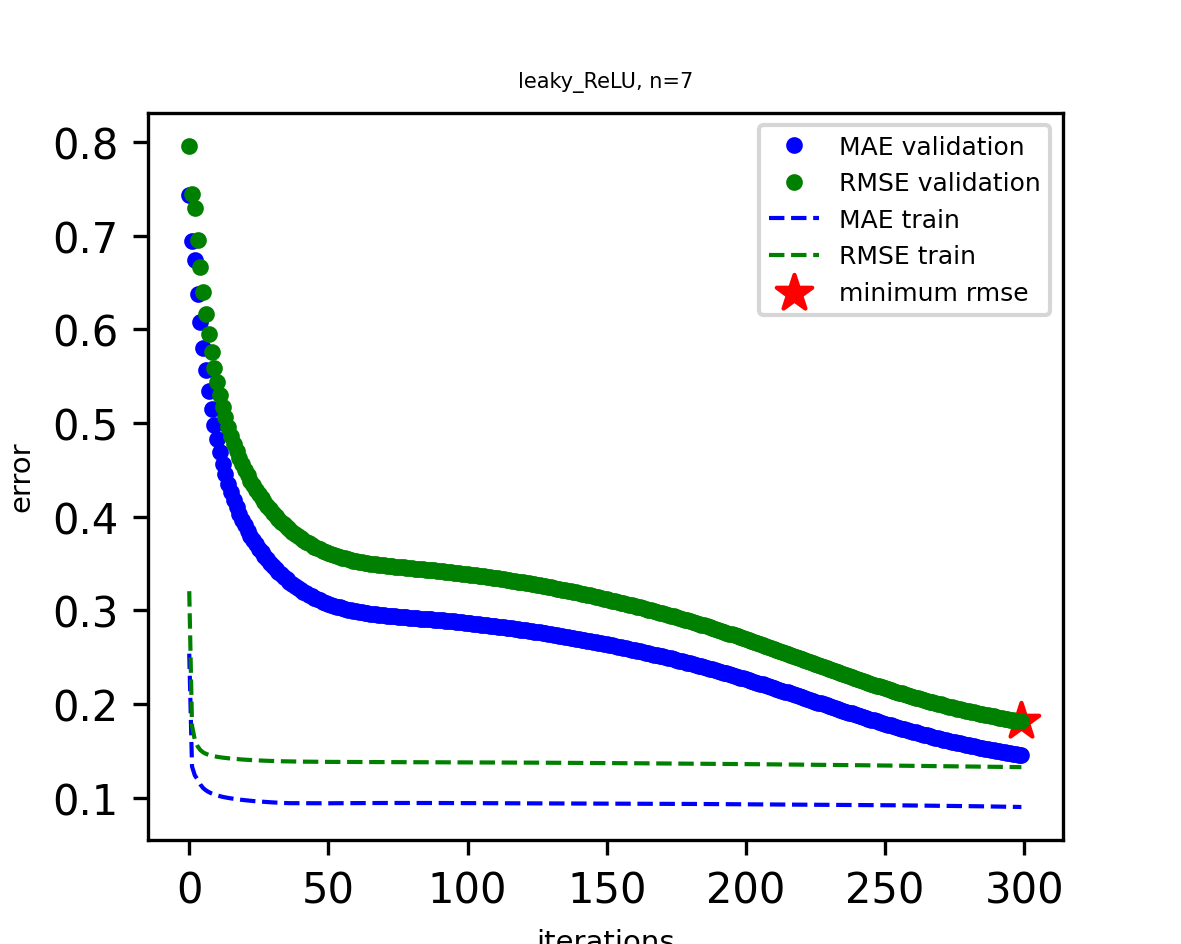 leaky_ReLU, n=7
0.8
0.7
0.6
0.5
0.4
0.3
0.2
0.1
error
MAE validation
RMSE validation
MAE train
RMSE train
minimum rmse
0 50 100 150 200 250 300
iterations